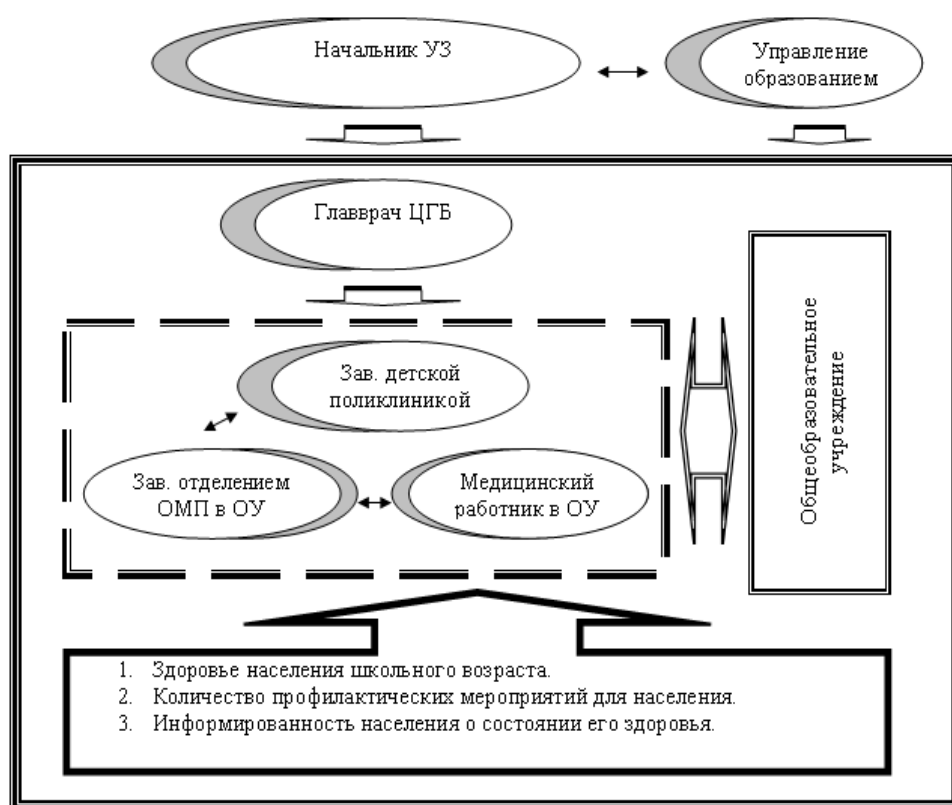 Начальник УЗ
Управление
образованием
Главврач ЦГБ
Зав. детской
поликлиникой
Зав. отделением
ОМП в ОУ
Медицинский
работник в ОУ
Общеобразовательное
учреждение
1. Здоровье населения школьного возраста.
2. Количество профилактических мероприятий для населения.
3. Информированность населения о состоянии его здоровья.